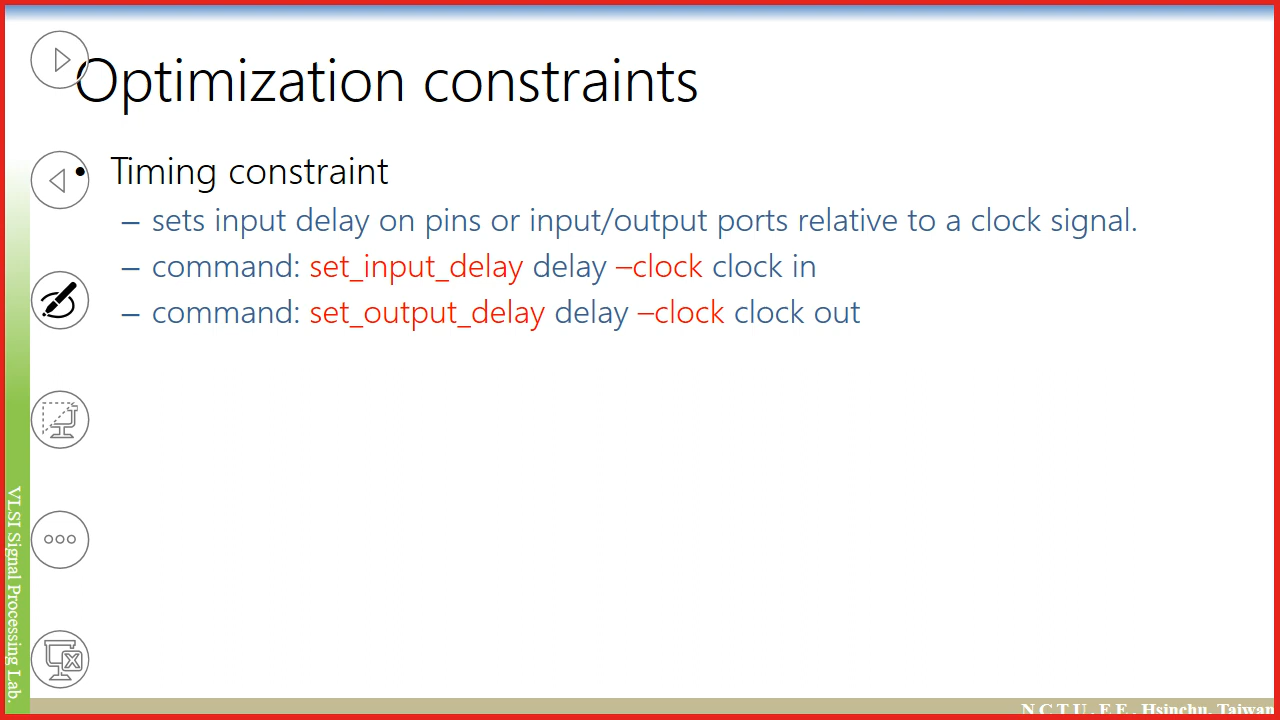 Optimization constraints
• Timing constraint
– sets input delay on pins or input/output ports relative to a clock signal.
– command: set_input_delay delay –clock clock in
– command: set_output_delay delay –clock clock out
VLSI Signal Processing Lab.
N C T U . E E . Hsinchu, Taiwan